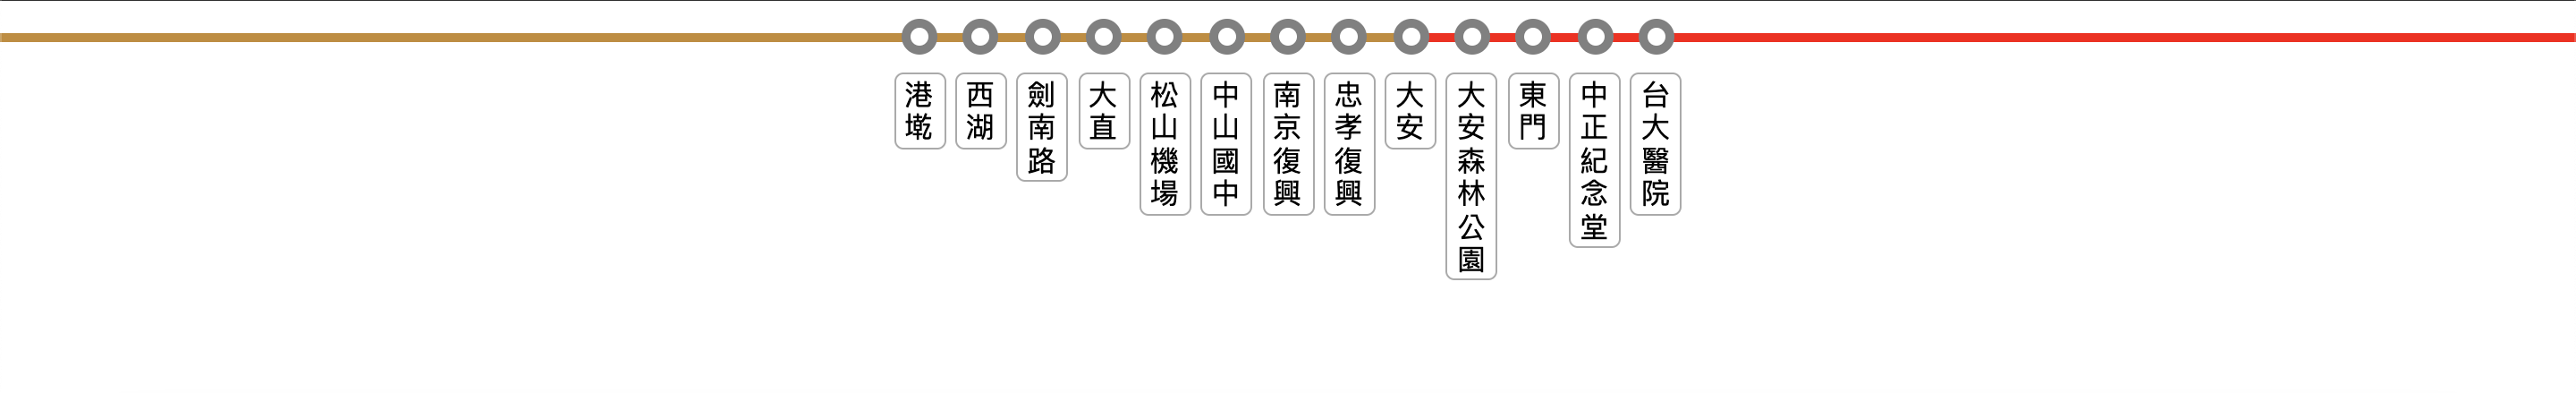 港墘
西湖
劍南路
大直
松山機場
中山國中
南京復興
忠孝復興
大安
大安森林公園
東門
中正紀念堂
台大醫院